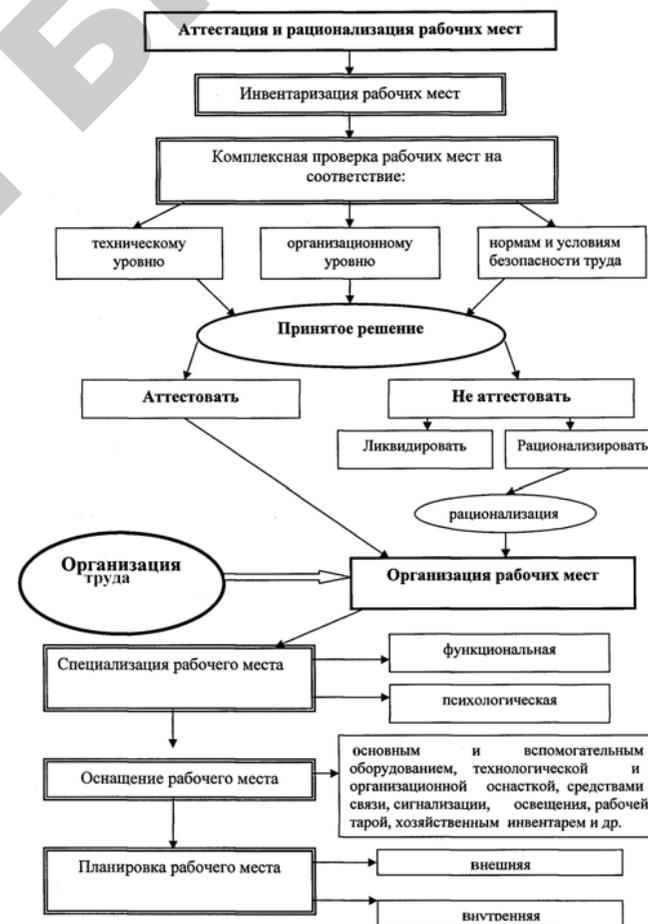 Аттестация и рационализация рабочих мест
Инвентаризация рабочих мест
Комплексная проверка рабочих мест на
соответствие:
техническому
уровню
организационному
уровню
нормам и условиям
безопасности труда
Принятое решение
Аттестовать
Не аттестовать
Ликвидировать
Рационализировать
рационализация
Организация
труда
Организация рабочих мест
Специализация рабочего места
функциональная
психологическая
Оснащение рабочего места
основным и вспомогательным
оборудованием, технологической и
организационной оснасткой, средствами
связи, сигнализации, освещения, рабочей
тарой, хозяйственным инвентарем и др.
Планировка рабочего места
внешняя
внутренняя